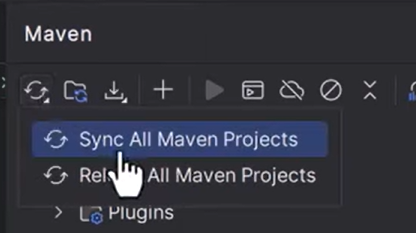 Maven
Sync All Maven Projects
All Maven Projects
Plugins